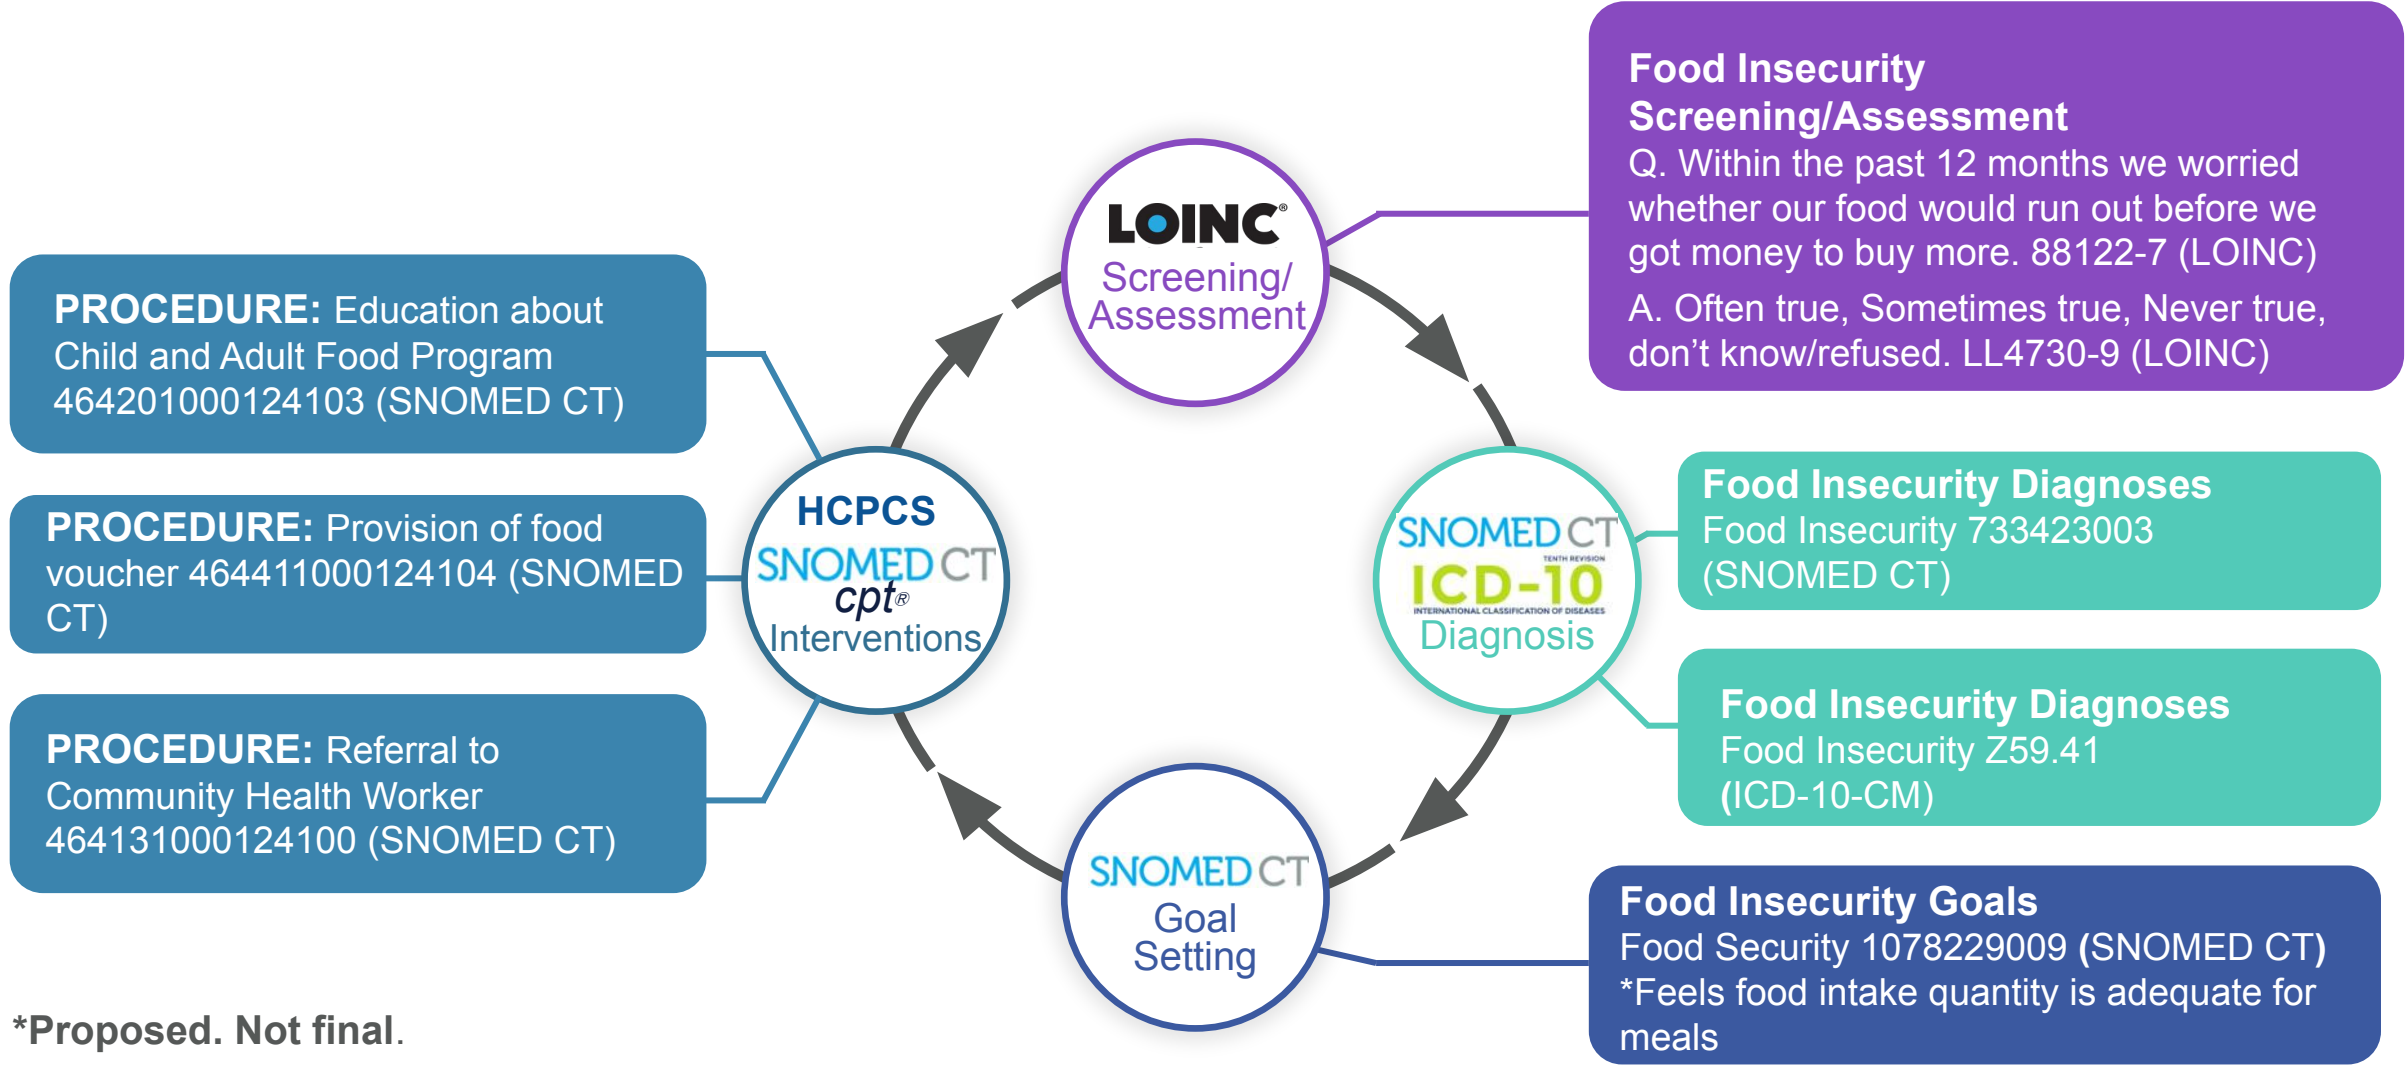 Food Insecurity
Screening/Assessment
Q. Within the past 12 months we worried
whether our food would run out before we
got money to buy more. 88122-7 (LOINC)
A. Often true, Sometimes true, Never true,
don’t know/refused. LL4730-9 (LOINC)
LOINC®
Screening/
Assessment
PROCEDURE: Education about
Child and Adult Food Program
464201000124103 (SNOMED CT)
PROCEDURE: Provision of food
voucher 464411000124104 (SNOMED
CT)
PROCEDURE: Referral to
Community Health Worker
464131000124100 (SNOMED CT)
HCPCS
SNOMED CT
cpt®
Interventions
SNOMED CT
TENTH REVISION
ICD-10
INTERNATIONAL CLASSIFICATION OF DISEASES
Diagnosis
Food Insecurity Diagnoses
Food Insecurity 733423003
(SNOMED CT)
Food Insecurity Diagnoses
Food Insecurity Z59.41
(ICD-10-CM)
SNOMED CT
Goal
Setting
Food Insecurity Goals
Food Security 1078229009 (SNOMED CT)
*Feels food intake quantity is adequate for
meals
*Proposed. Not final.